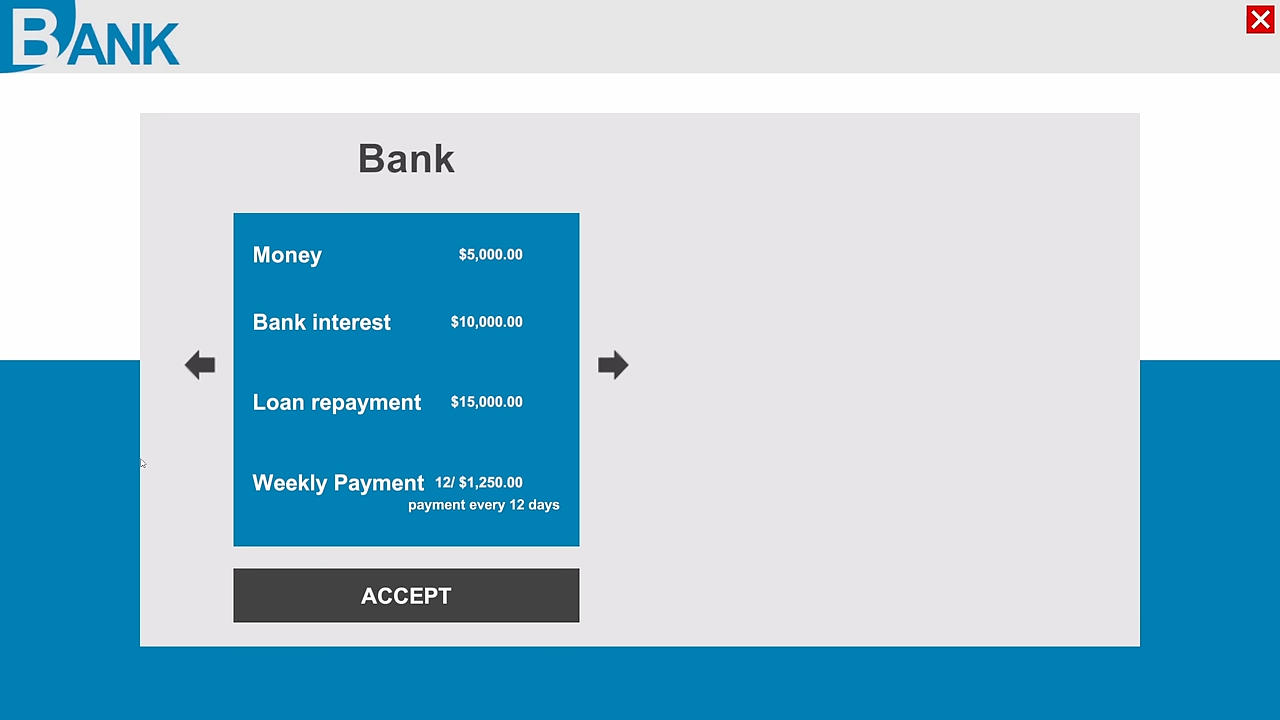 BANK
Bank
Money $5,000.00
Bank interest $10,000.00
Loan repayment $15,000.00
Weekly Payment 12/ $1,250.00
payment every 12 days
ACCEPT